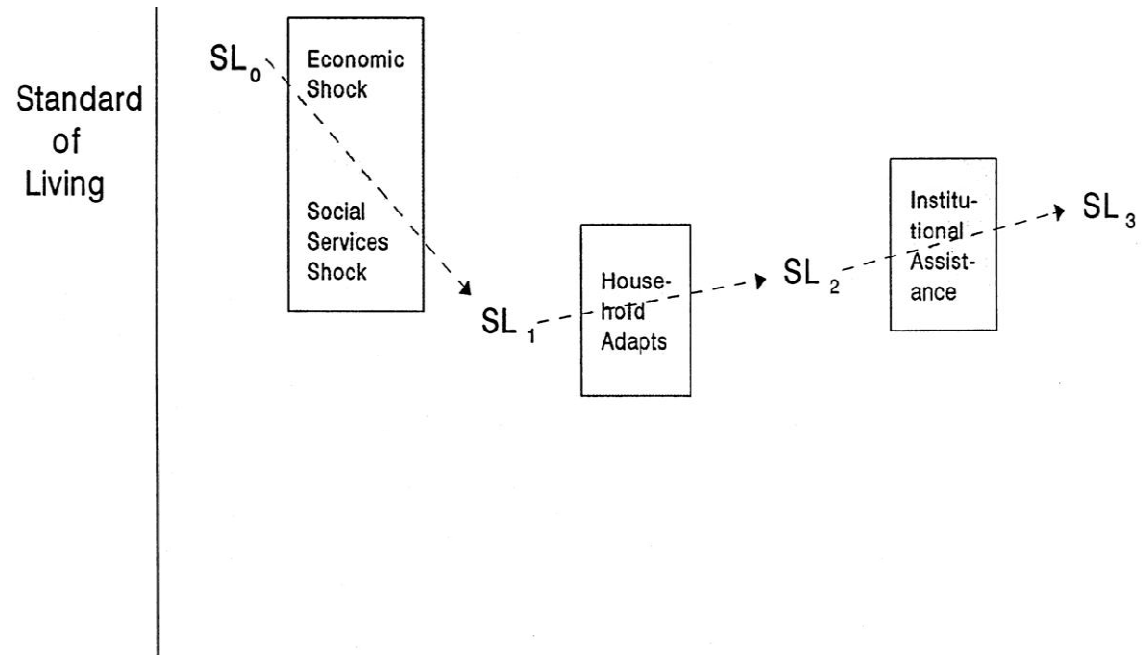 Standard
of
Living
SL0
Economic
Shock
Social
Services
Shock
SL1
House-
hold
Adapts
SL2
Institu-
tional
Assist-
ance
SL3